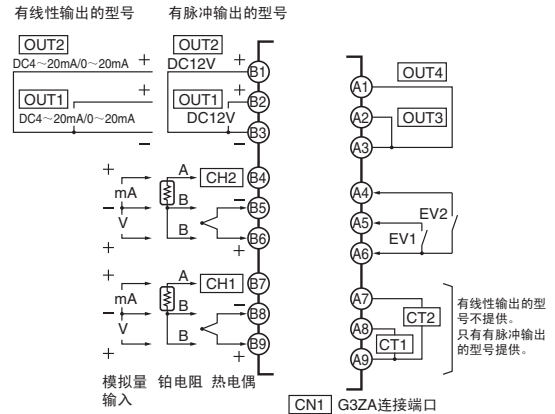 有线性输出的型号 有脉冲输出的型号
OUT2 OUT2
DC4～20mA/0～20mA + DC12V + B1
OUT1 + OUT1 + B2
DC4～20mA/0～20mA DC12V
− − B3
A CH2 B4
+
mA
− B − B5
V
B + B6
+
A CH1 B7
+
mA
− B − B8
V
B + B9
+
模拟量输入 铂电阻 热电偶
A1 OUT4
A2 OUT3
A3
A4
A5 EV1 EV2
A6
A7 CT2
A8 CT1
A9
有线性输出的型
号不提供。
只有有脉冲输出
的型号提供。
CN1 G3ZA连接端口